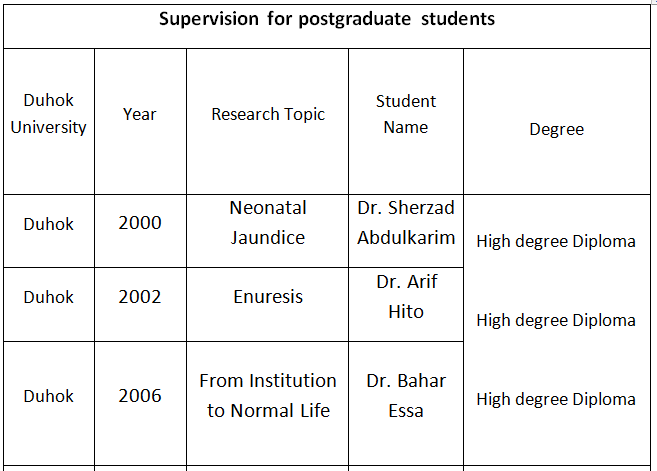 Supervision for postgraduate students
Duhok
University
Year
Research Topic
Student
Name
Degree
Duhok
2000
Neonatal
Jaundice
Dr. Sherzad
Abdulkarim
High degree Diploma
Duhok
2002
Enuresis
Dr. Arif
Hito
High degree Diploma
Duhok
2006
From Institution
to Normal Life
Dr. Bahar
Essa
High degree Diploma